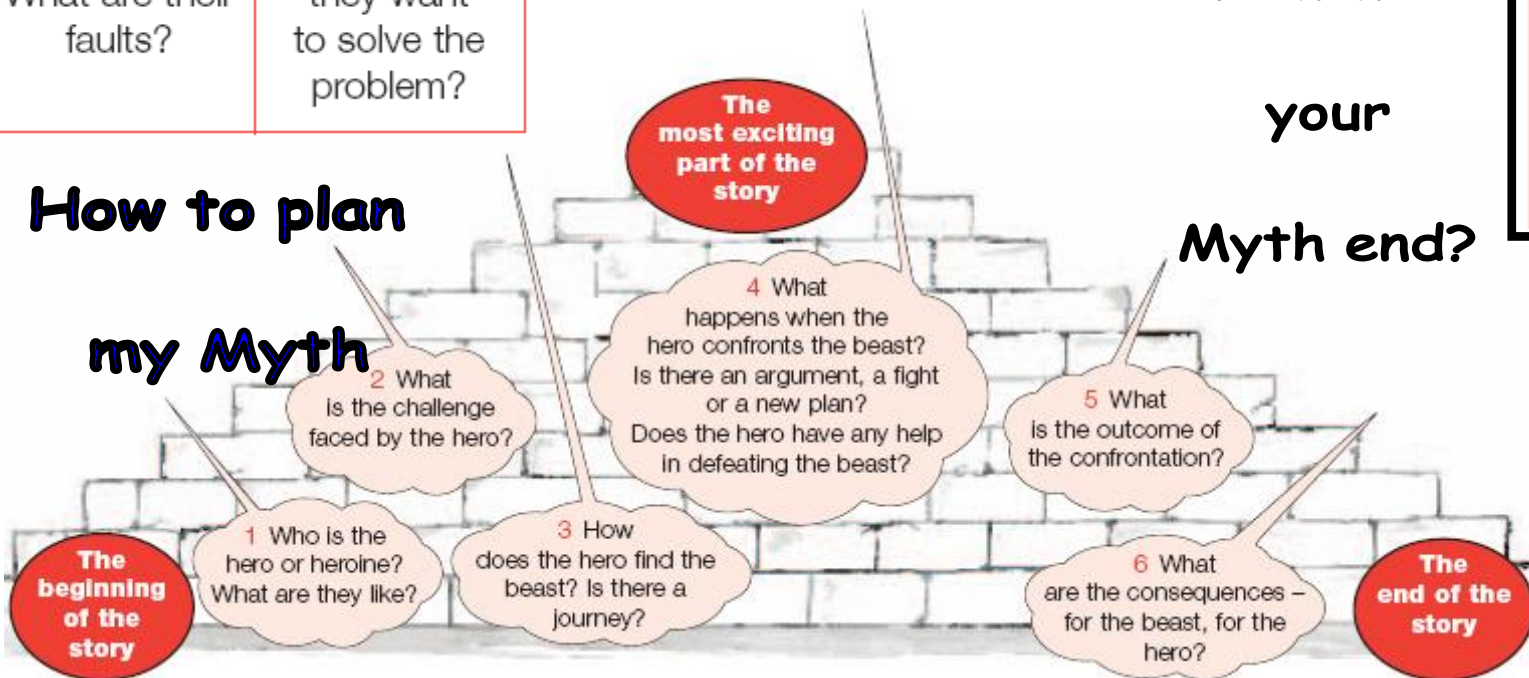 What are their
faults?
they want
to solve the
problem?
How to plan
my Myth
your
Myth end?
The
most exciting
part of the
story
The
beginning
of the
story
1 Who is the
hero or heroine?
What are they like?
2 What
is the challenge
faced by the hero?
3 How
does the hero find the
beast? Is there a
journey?
4 What
happens when the
hero confronts the beast?
Is there an argument, a fight
or a new plan?
Does the hero have any help
in defeating the beast?
5 What
is the outcome of
the confrontation?
6 What
are the consequences –
for the beast, for the
hero?
The
end of the
story